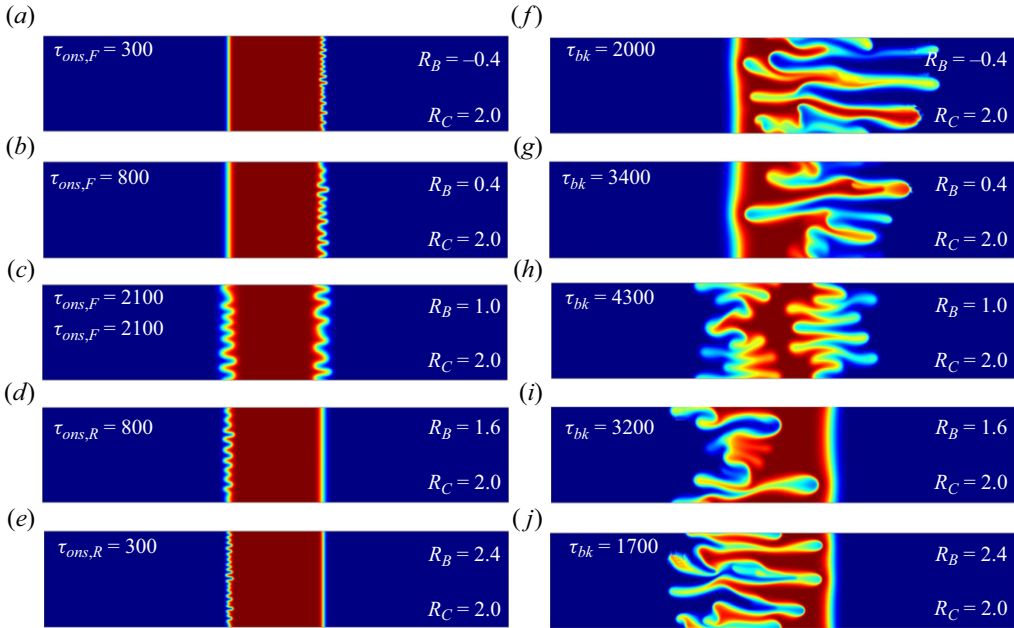 (a)
τons,F = 300
RB = –0.4
RC = 2.0
(b)
τons,F = 800
RB = 0.4
RC = 2.0
(c)
τons,F = 2100
τons,F = 2100
RB = 1.0
RC = 2.0
(d)
τons,R = 800
RB = 1.6
RC = 2.0
(e)
τons,R = 300
RB = 2.4
RC = 2.0
(f)
τbk = 2000
RB = –0.4
RC = 2.0
(g)
τbk = 3400
RB = 0.4
RC = 2.0
(h)
τbk = 4300
RB = 1.0
RC = 2.0
(i)
τbk = 3200
RB = 1.6
RC = 2.0
(j)
τbk = 1700
RB = 2.4
RC = 2.0